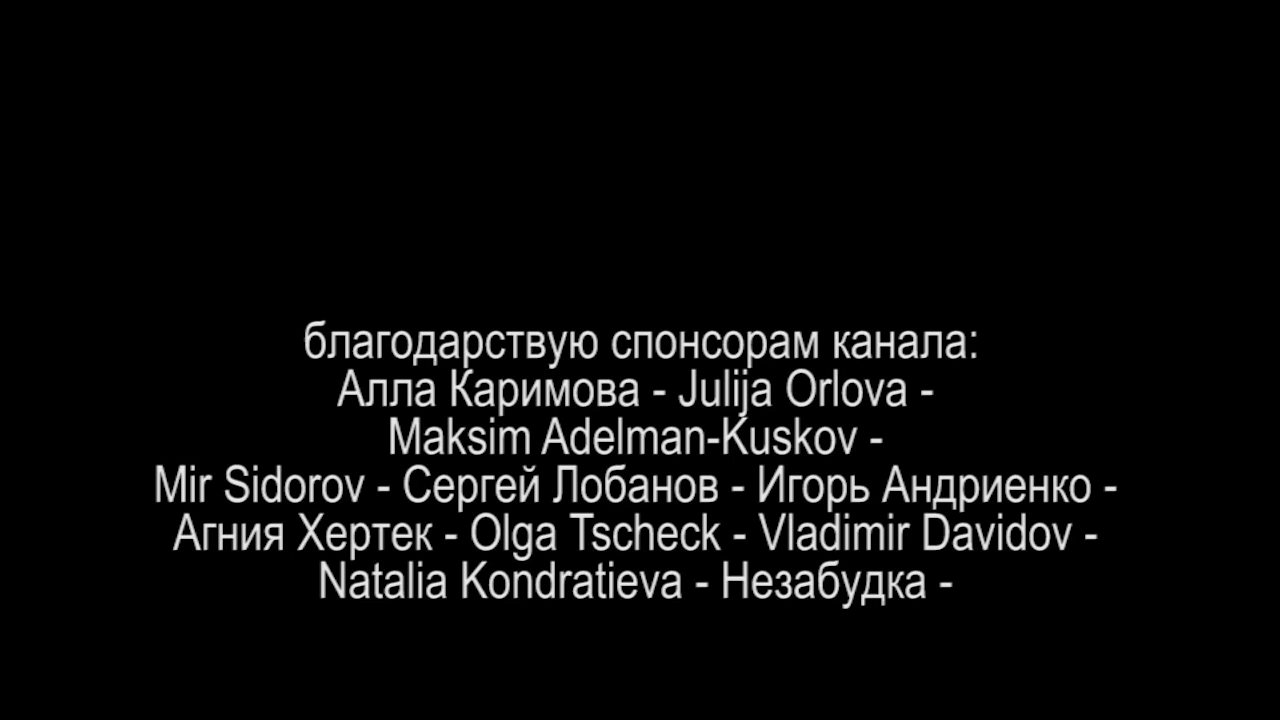 благодарствую спонсорам канала:
Алла Каримова - Julija Orlova -
Maksim Adelman-Kuskov -
Mir Sidorov - Сергей Лобанов - Игорь Андриенко -
Агния Хертек - Olga Tscheck - Vladimir Davidov -
Natalia Kondratieva - Незабудка -